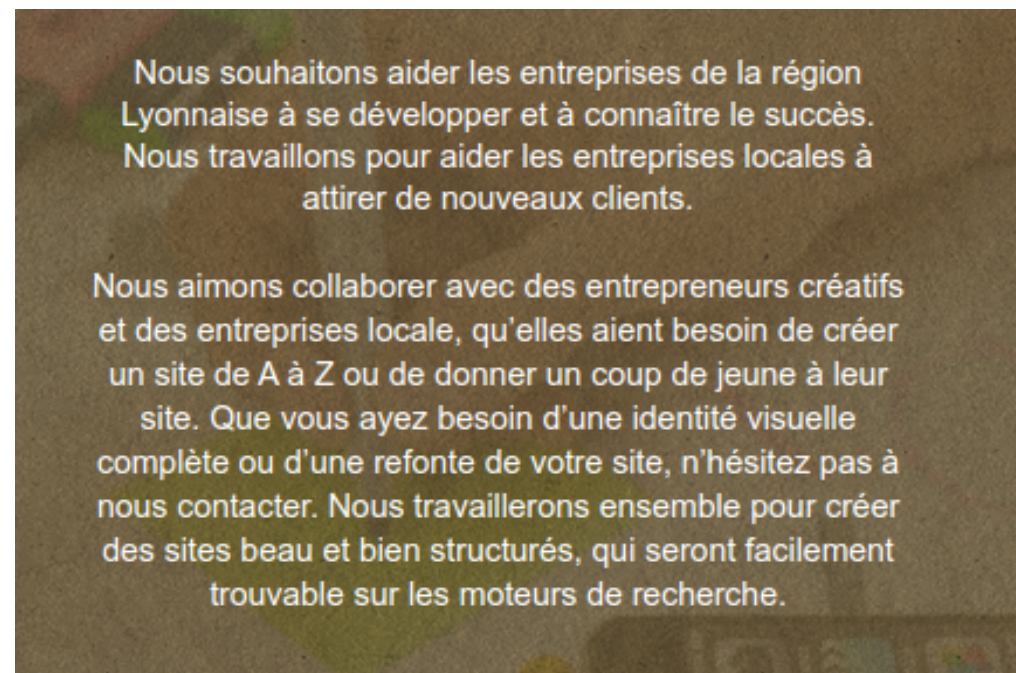 Nous souhaitons aider les entreprises de la région
Lyonnaise à se développer et à connaître le succès.
Nous travaillons pour aider les entreprises locales à
attirer de nouveaux clients.
Nous aimons collaborer avec des entrepreneurs créatifs
et des entreprises locale, qu’elles aient besoin de créer
un site de A à Z ou de donner un coup de jeune à leur
site. Que vous ayez besoin d’une identité visuelle
complète ou d’une refonte de votre site, n’hésitez pas à
nous contacter. Nous travaillerons ensemble pour créer
des sites beau et bien structurés, qui seront facilement
trouvable sur les moteurs de recherche.